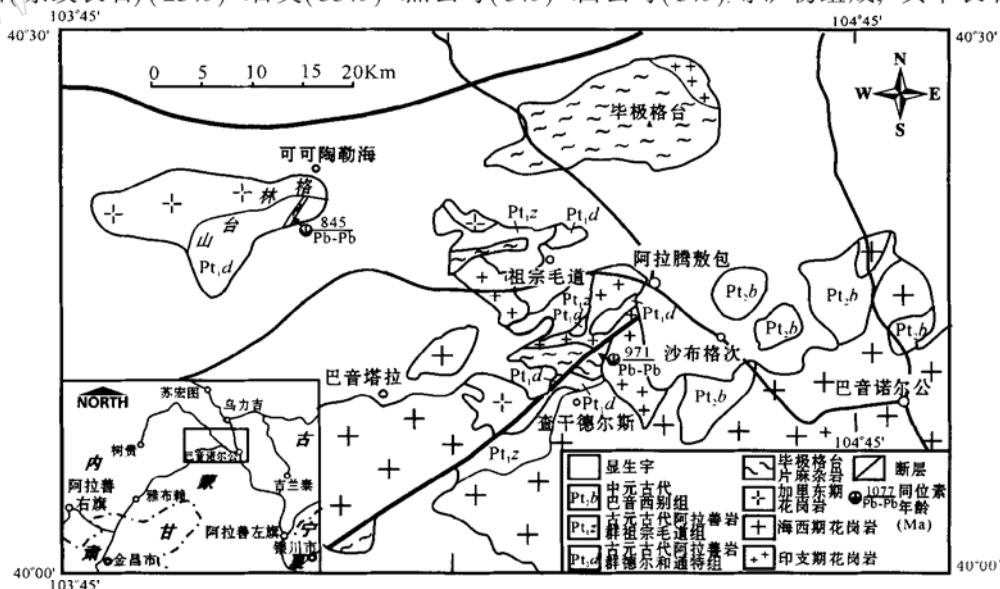 103°45′
104°45′
40°30′
40°30′
0 5 10 15 20Km
N
W E
S
毕极格台
可可陶勒海
林格
山台
845
Pb-Pb
Pt₁d
Pt₁z
Pt₁d
祖宗毛道
阿拉腾敖包
Pt₁z
Pt₁d
Pt₁d
Pt₂b
Pt₂b
Pt₂b
Pt₂b
971
Pb-Pb
沙布格次
巴音塔拉
Pt₁d
Pt₁d
查干德尔斯
Pt₂b
巴音诺尔公
Pt₁z
104°45′
NORTH
苏宏图
乌力吉
树贵
巴音诺尔公
古
内
蒙
阿拉善
右旗
雅布赖
吉兰泰
甘
阿拉善左旗
宁
肃
金昌市
银川市
夏
显生宇
Pt₂b 中元古代
巴音西别组
Pt₁z 古元古代阿拉善岩
群祖宗毛道组
Pt₁d 古元古代阿拉善岩
群德尔和通特组
毕极格台
片麻杂岩
加里东期
花岗岩
海西期花岗岩
印支期花岗岩
断层
1077
Pb-Pb
同位素
年龄
(Ma)
40°00′
40°00′
103°45′